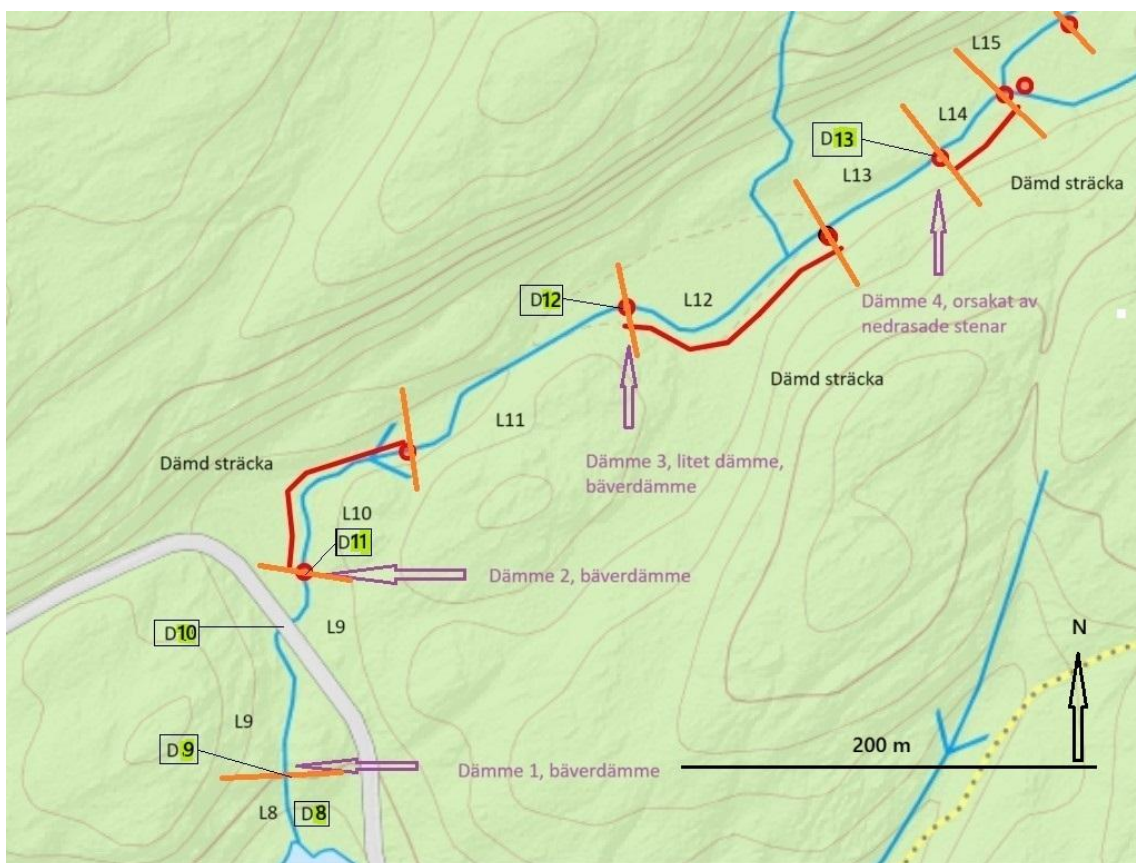 L15
L14
D13
L13
Dämd sträcka
D12
L12
Dämme 4, orsakat av
nedrasade stenar
Dämd sträcka
L11
Dämme 3, litet dämme,
bäverdämme
Dämd sträcka
L10
D11
Dämme 2, bäverdämme
D10
L9
N
L9
D9
200 m
Dämme 1, bäverdämme
L8
D8